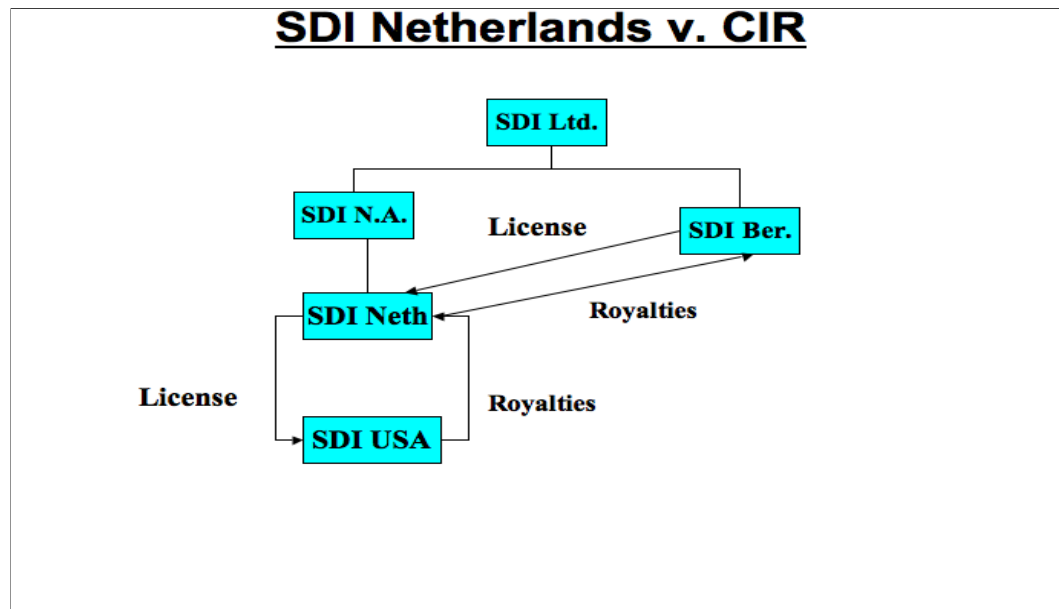 SDI Netherlands v. CIR
SDI Ltd.
SDI N.A.
License
SDI Ber.
SDI Neth
Royalties
License
Royalties
SDI USA